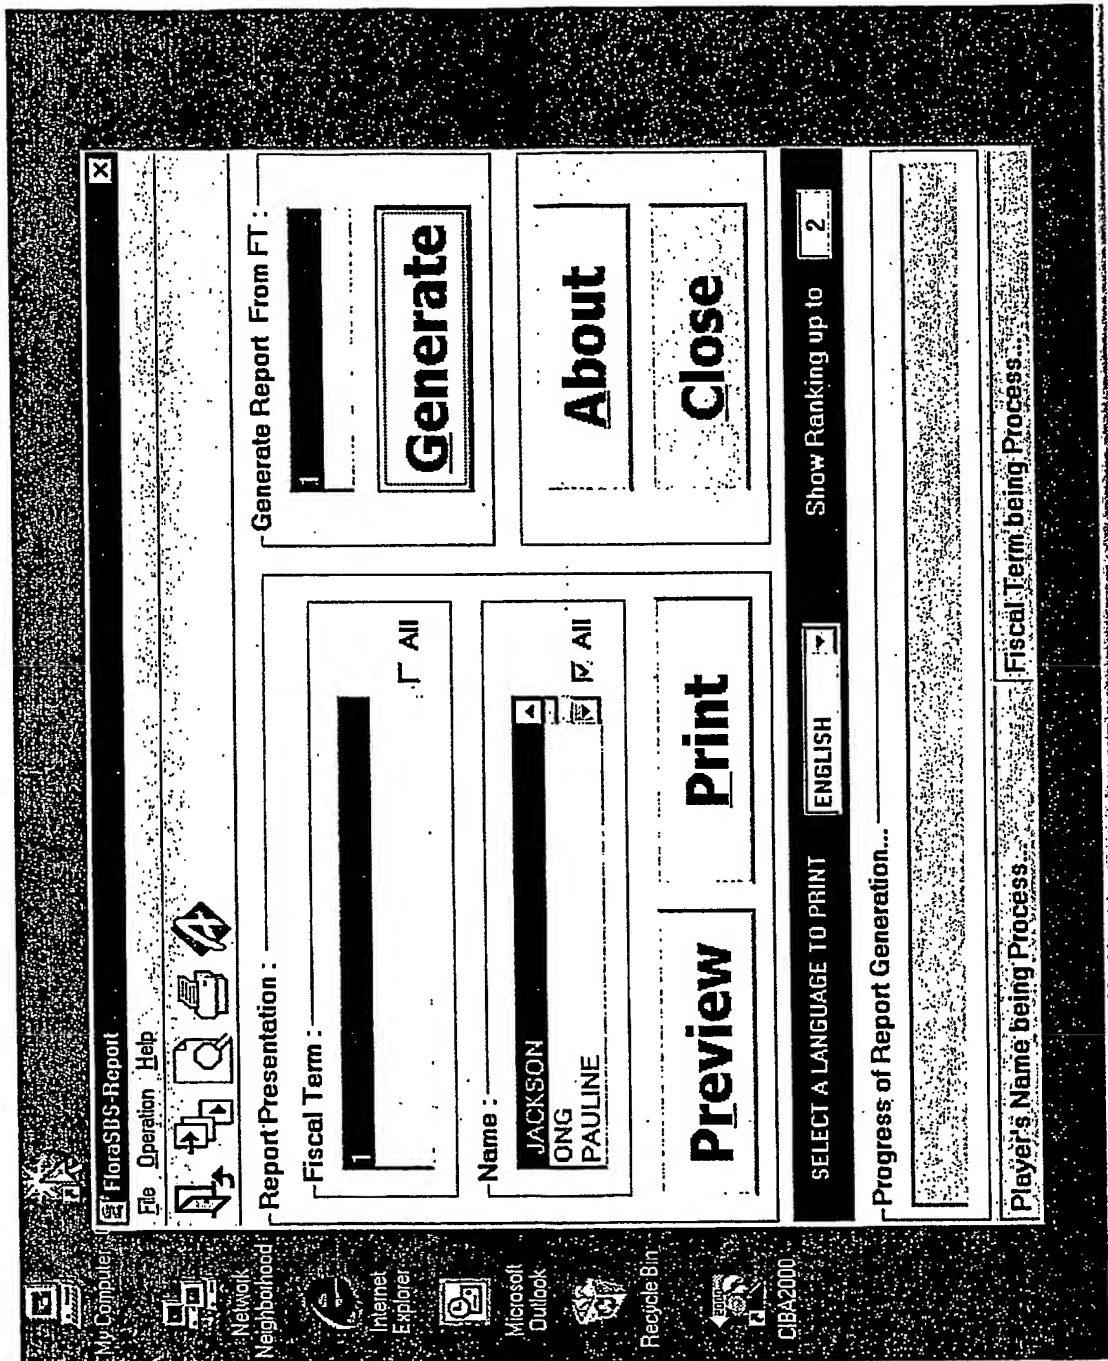 My Computer
Network
Neighborhood
Internet
Explorer
Microsoft
Outlook
Recycle Bin
CIBA2000
FloraSBS-Report
File Operation Help
Report Presentation :
Fiscal Term :
1
All
Name :
JACKSON
ONG
PAULINE
All
Preview
Print
Generate Report From FT :
1
Generate
About
Close
SELECT A LANGUAGE TO PRINT
ENGLISH
Show Ranking up to
2
Progress of Report Generation...
Player's Name being Process...
Fiscal Term being Process...